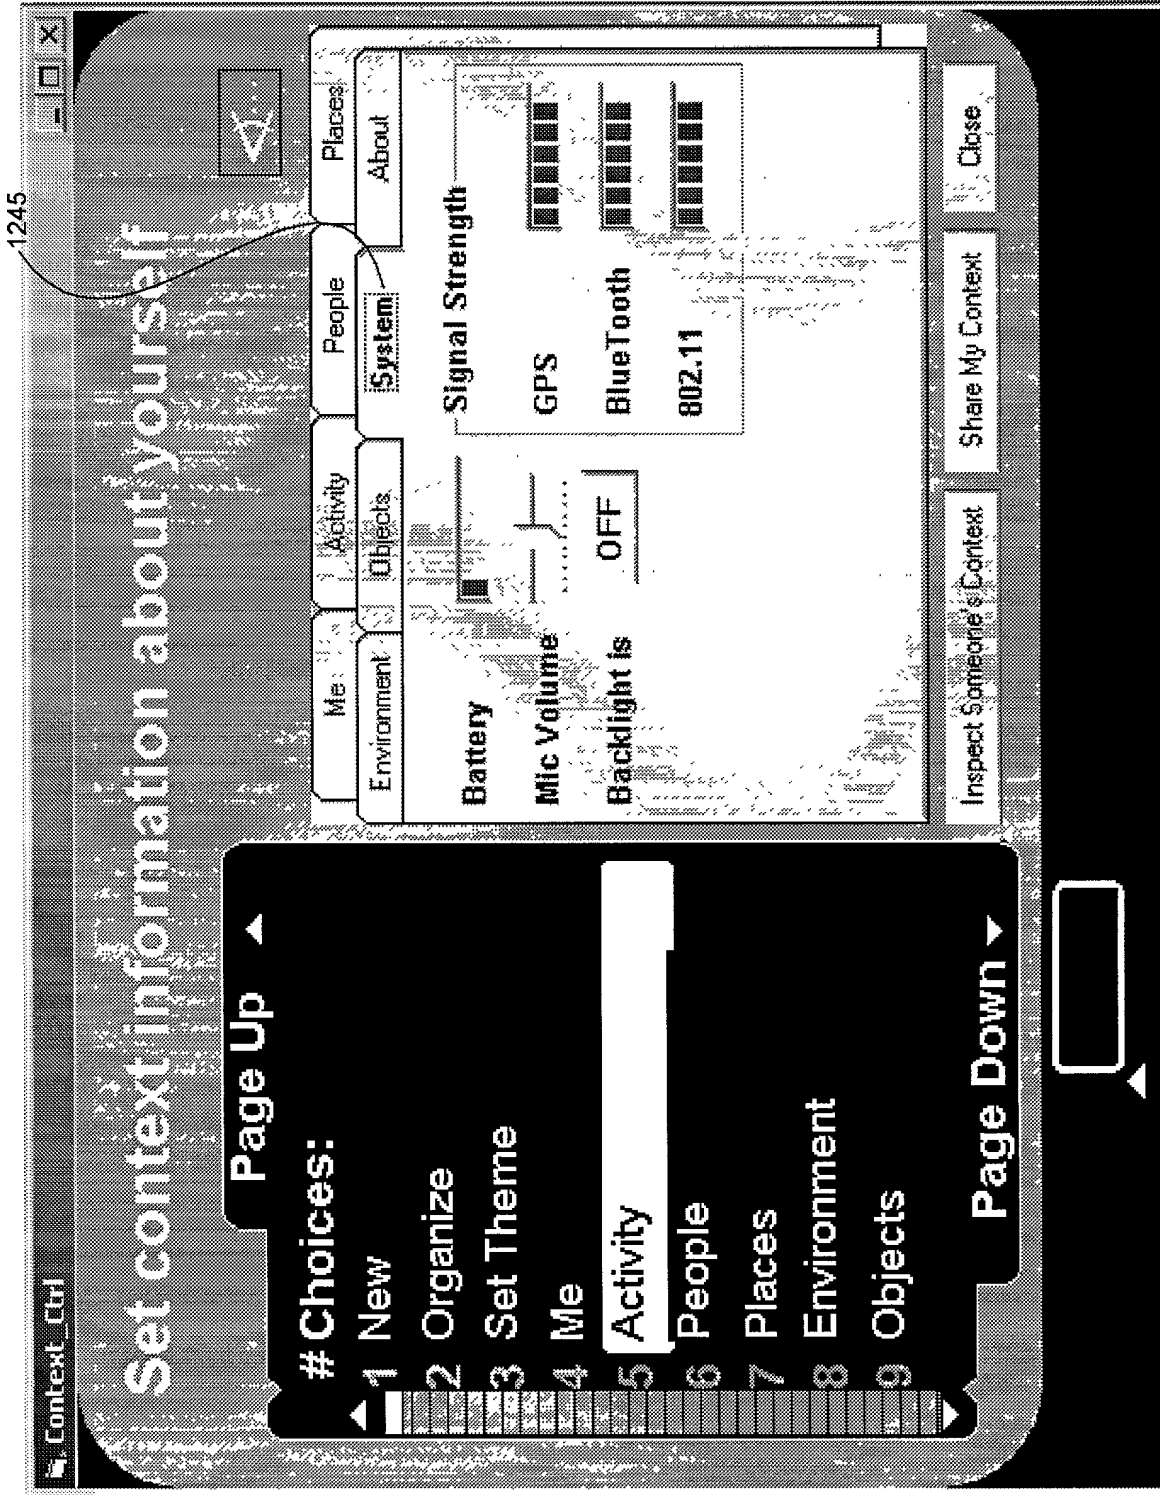 1245
Context_Ctrl
Set context information about yourself
Page Up
# Choices:
1 New
2 Organize
3 Set Theme
4 Me
5 Activity
6 People
7 Places
8 Environment
9 Objects
Page Down
Me
Activity
People
Places
Environment
Objects
System
About
Battery
Mic Volume
Backlight is
OFF
Signal Strength
GPS
BlueTooth
802.11
Inspect Someone's Context
Share My Context
Close